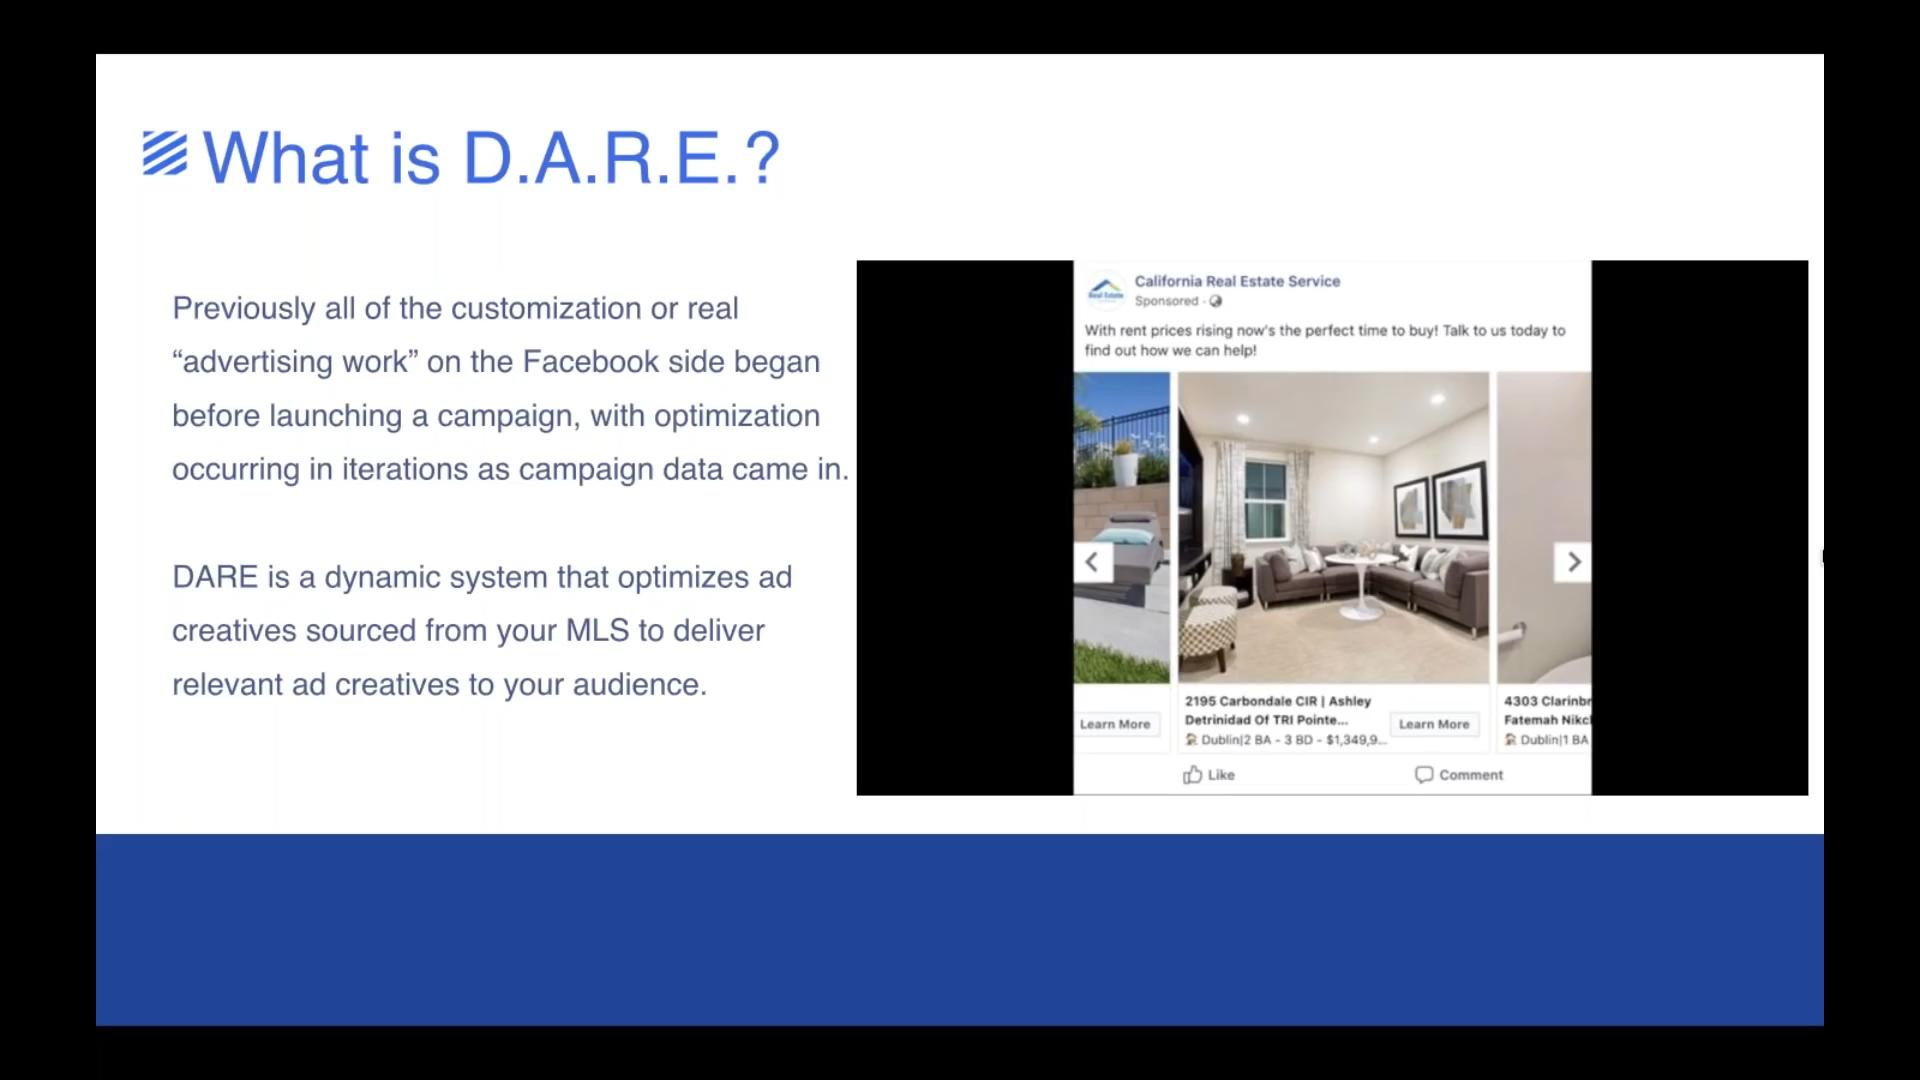 What is D.A.R.E.?
Previously all of the customization or real
“advertising work” on the Facebook side began
before launching a campaign, with optimization
occurring in iterations as campaign data came in.
DARE is a dynamic system that optimizes ad
creatives sourced from your MLS to deliver
relevant ad creatives to your audience.
California Real Estate Service
Sponsored ·
With rent prices rising now's the perfect time to buy! Talk to us today to
find out how we can help!
Learn More
2195 Carbondale CIR | Ashley
Detrinidad Of TRI Pointe...
Dublin|2 BA - 3 BD - $1,349,9...
Learn More
4303 Clarinbr
Fatemah Nikc
Dublin|1 BA
Like
Comment